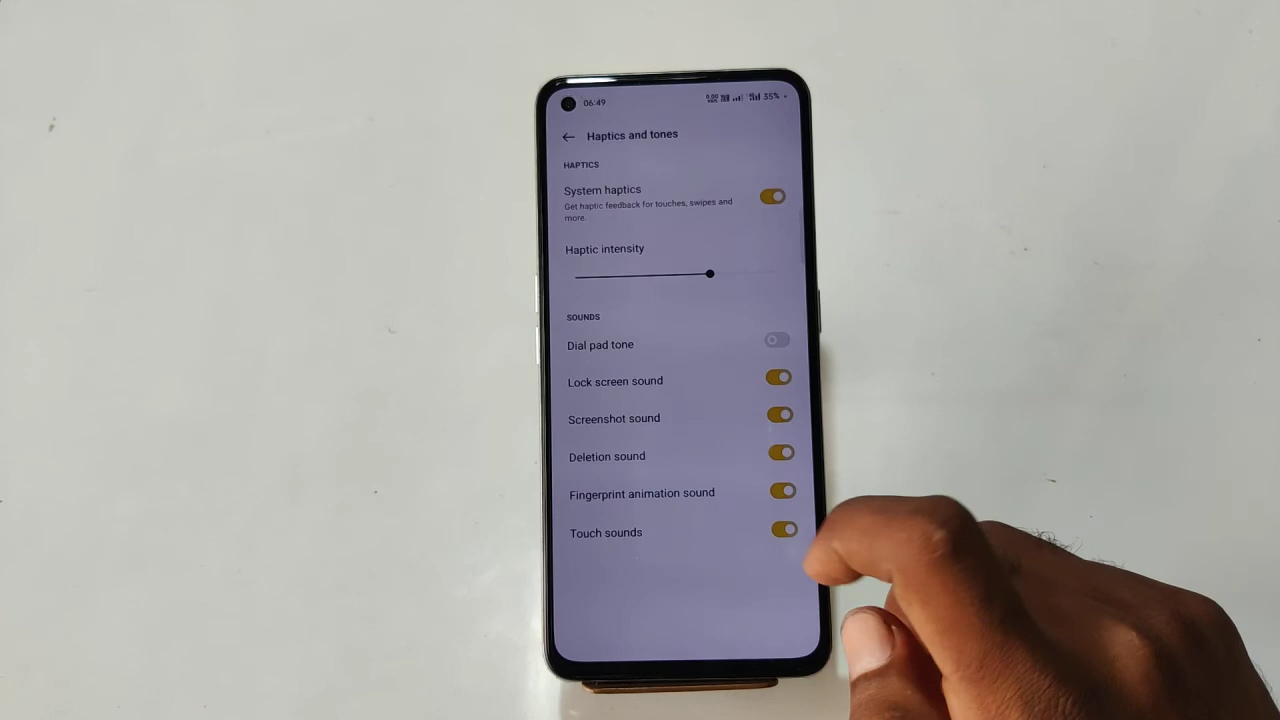 06:49
35%
Haptics and tones
HAPTICS
System haptics
Get haptic feedback for touches, swipes and
more.
Haptic intensity
SOUNDS
Dial pad tone
Lock screen sound
Screenshot sound
Deletion sound
Fingerprint animation sound
Touch sounds